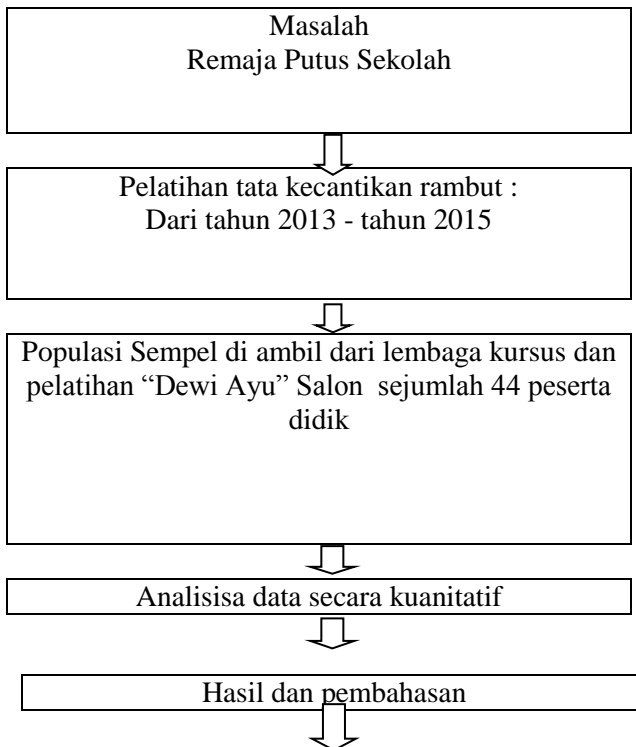 Masalah
Remaja Putus Sekolah
Pelatihan tata kecantikan rambut :
Dari tahun 2013 - tahun 2015
Populasi Sempel di ambil dari lembaga kursus dan
pelatihan “Dewi Ayu” Salon sejumlah 44 peserta
didik
Analisisa data secara kuanitatif
Hasil dan pembahasan